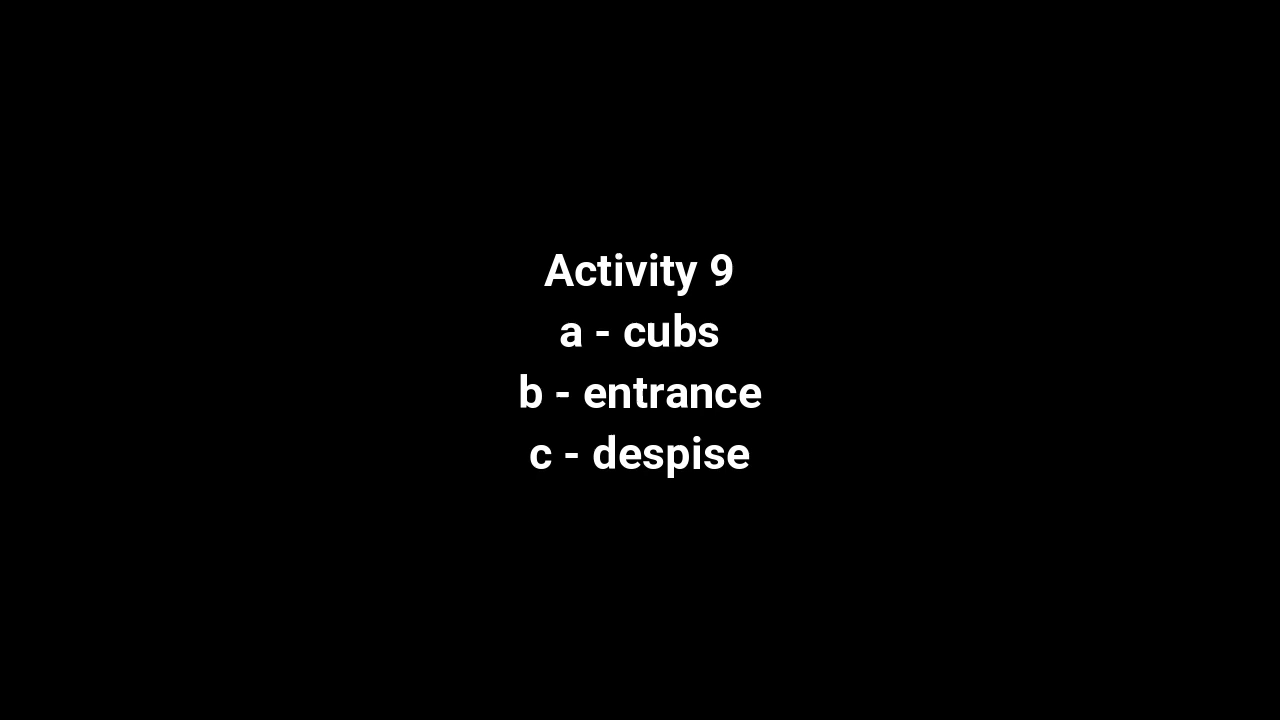 Activity 9
a - cubs
b - entrance
c - despise